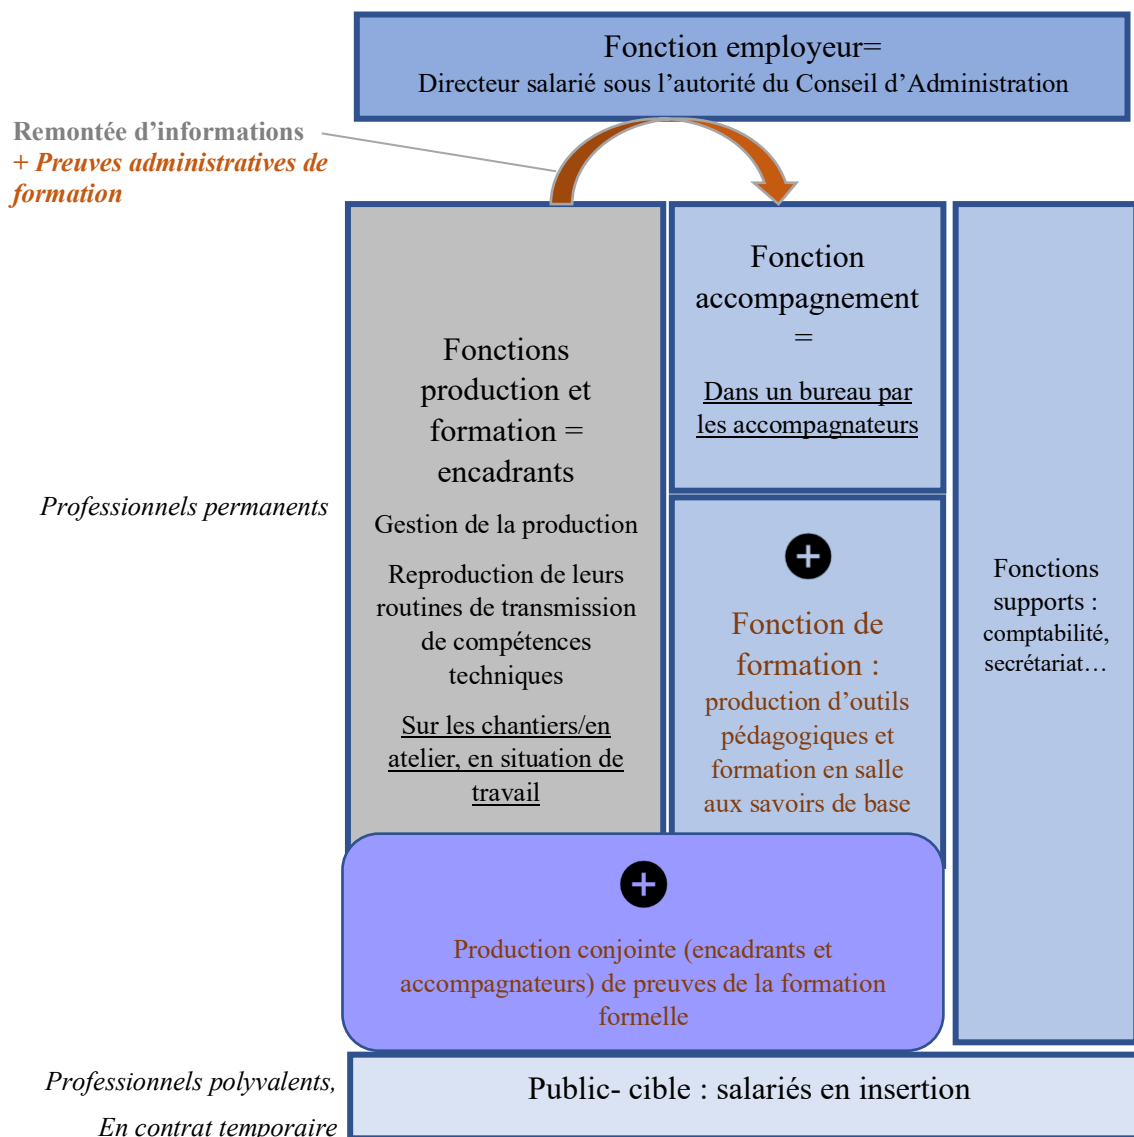 Fonction employeur=
Directeur salarié sous l’autorité du Conseil d’Administration
Remontée d’informations
+ Preuves administratives de
formation
Fonctions
production et
formation =
encadrants
Gestion de la production
Reproduction de leurs
routines de transmission
de compétences
techniques
Sur les chantiers/en
atelier, en situation de
travail
Fonction
accompagnement
=
Dans un bureau par
les accompagnateurs
+
Fonction de
formation :
production d’outils
pédagogiques et
formation en salle
aux savoirs de base
Fonctions
supports :
comptabilité,
secrétariat…
Professionnels permanents
+
Production conjointe (encadrants et
accompagnateurs) de preuves de la formation
formelle
Professionnels polyvalents,
En contrat temporaire
Public- cible : salariés en insertion